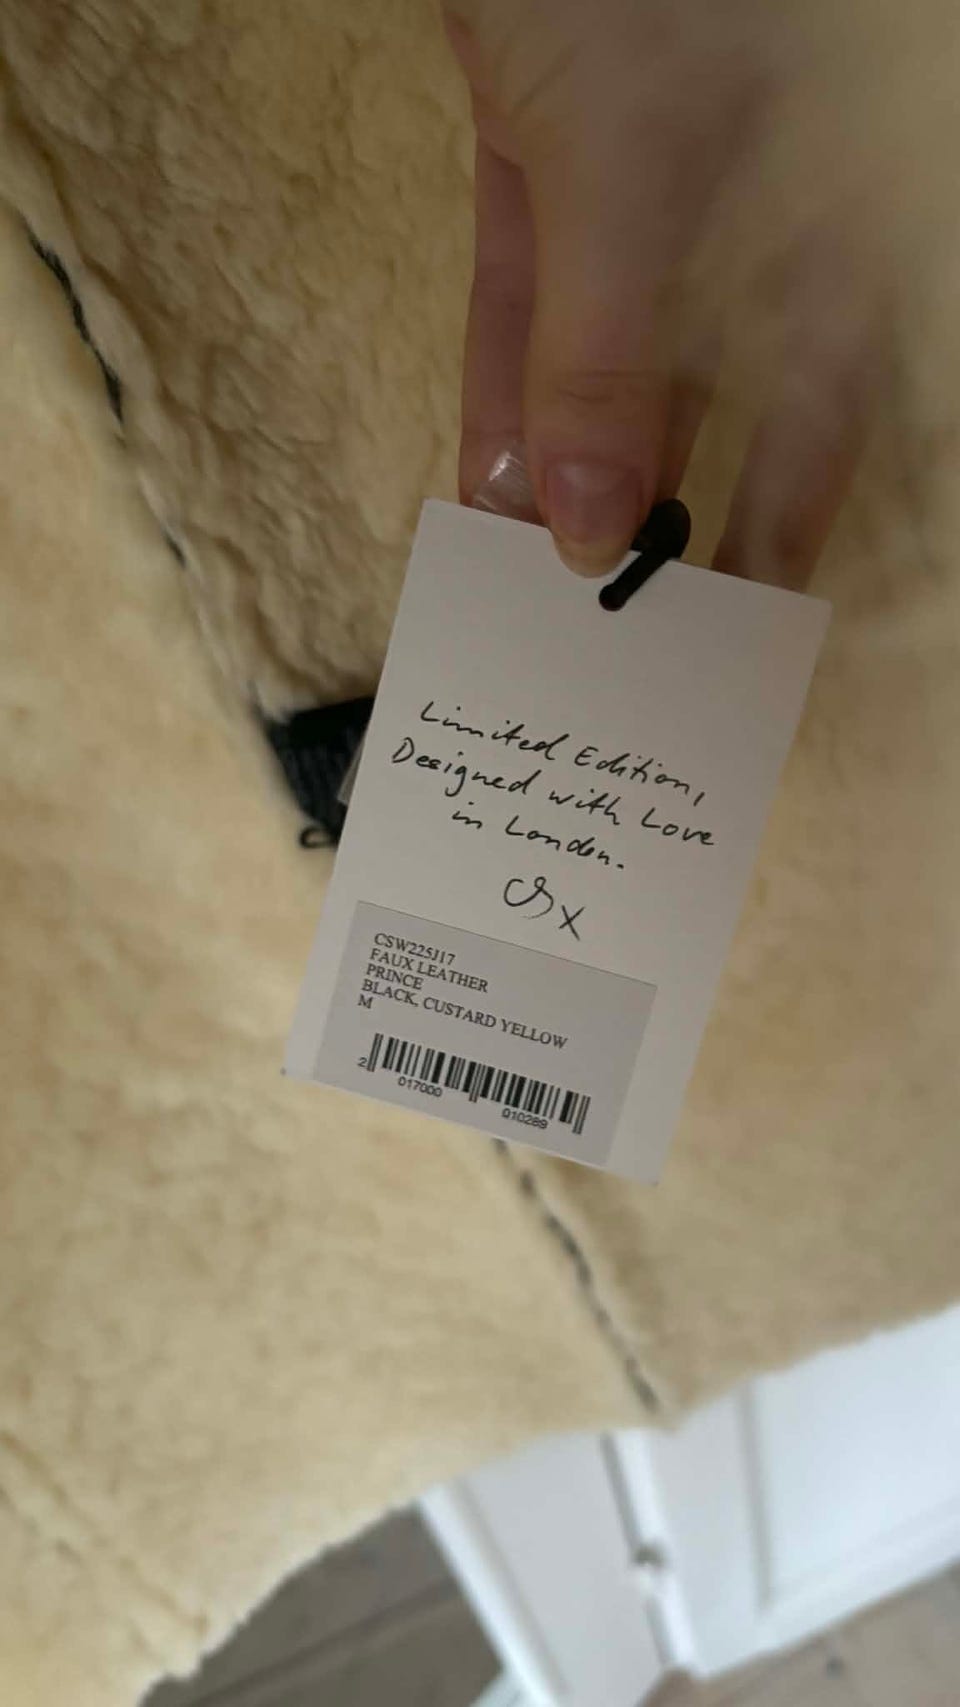 Limited Edition,
Designed with Love
in London.
x
CSW225J17
FAUX LEATHER
PRINCE
BLACK, CUSTARD YELLOW
M
2 017000 010289